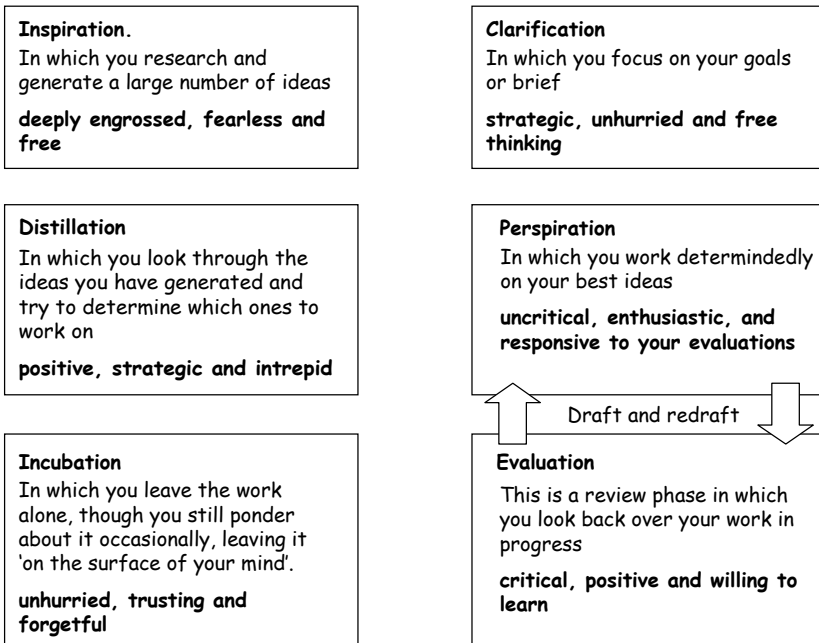 Inspiration.
In which you research and
generate a large number of ideas
deeply engrossed, fearless and
free
Clarification
In which you focus on your goals
or brief
strategic, unhurried and free
thinking
Distillation
In which you look through the
ideas you have generated and
try to determine which ones to
work on
positive, strategic and intrepid
Perspiration
In which you work determindedly
on your best ideas
uncritical, enthusiastic, and
responsive to your evaluations
Draft and redraft
Incubation
In which you leave the work
alone, though you still ponder
about it occasionally, leaving it
‘on the surface of your mind’.
unhurried, trusting and
forgetful
Evaluation
This is a review phase in which
you look back over your work in
progress
critical, positive and willing to
learn